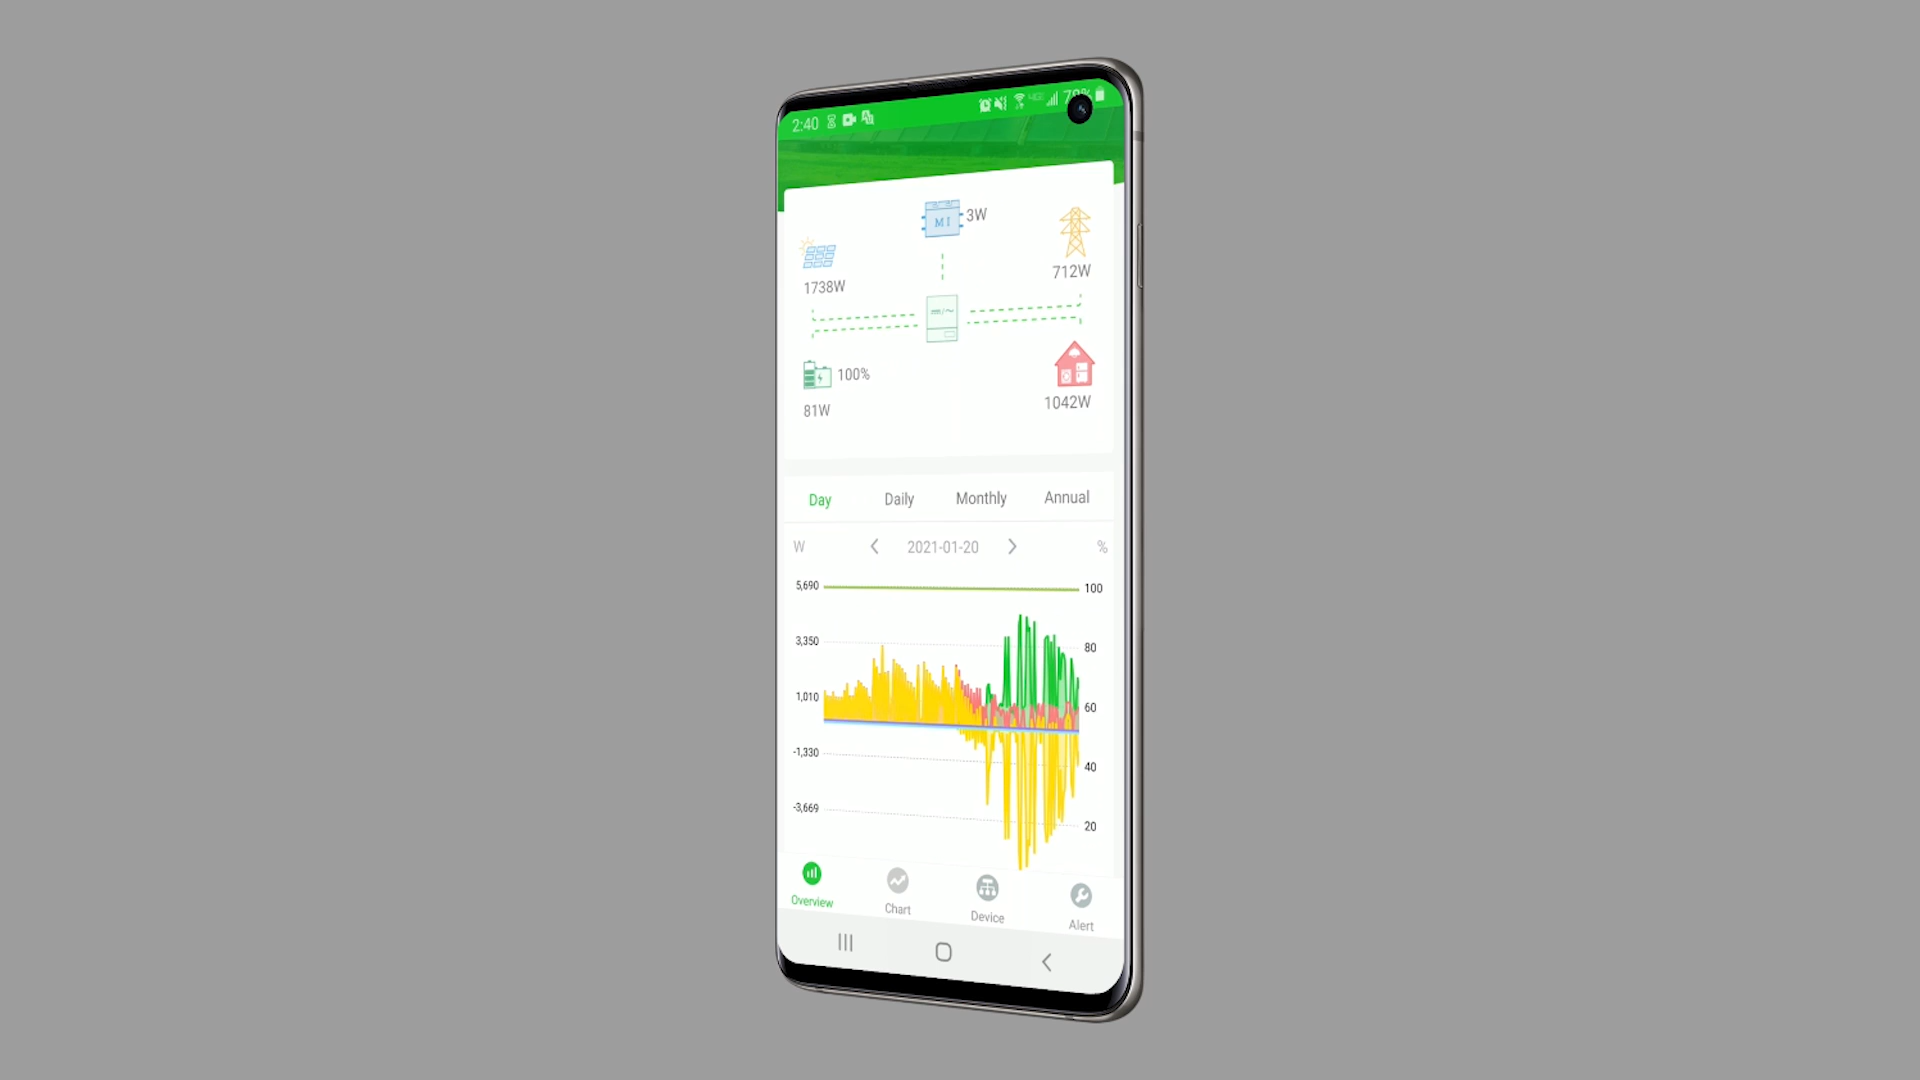 2:40
M I
3W
1738W
712W
100%
81W
1042W
Day Daily Monthly Annual
W 2021-01-20 %
5,690 100
3,350 80
1,010 60
-1,330 40
-3,669 20
Overview Chart Device Alert